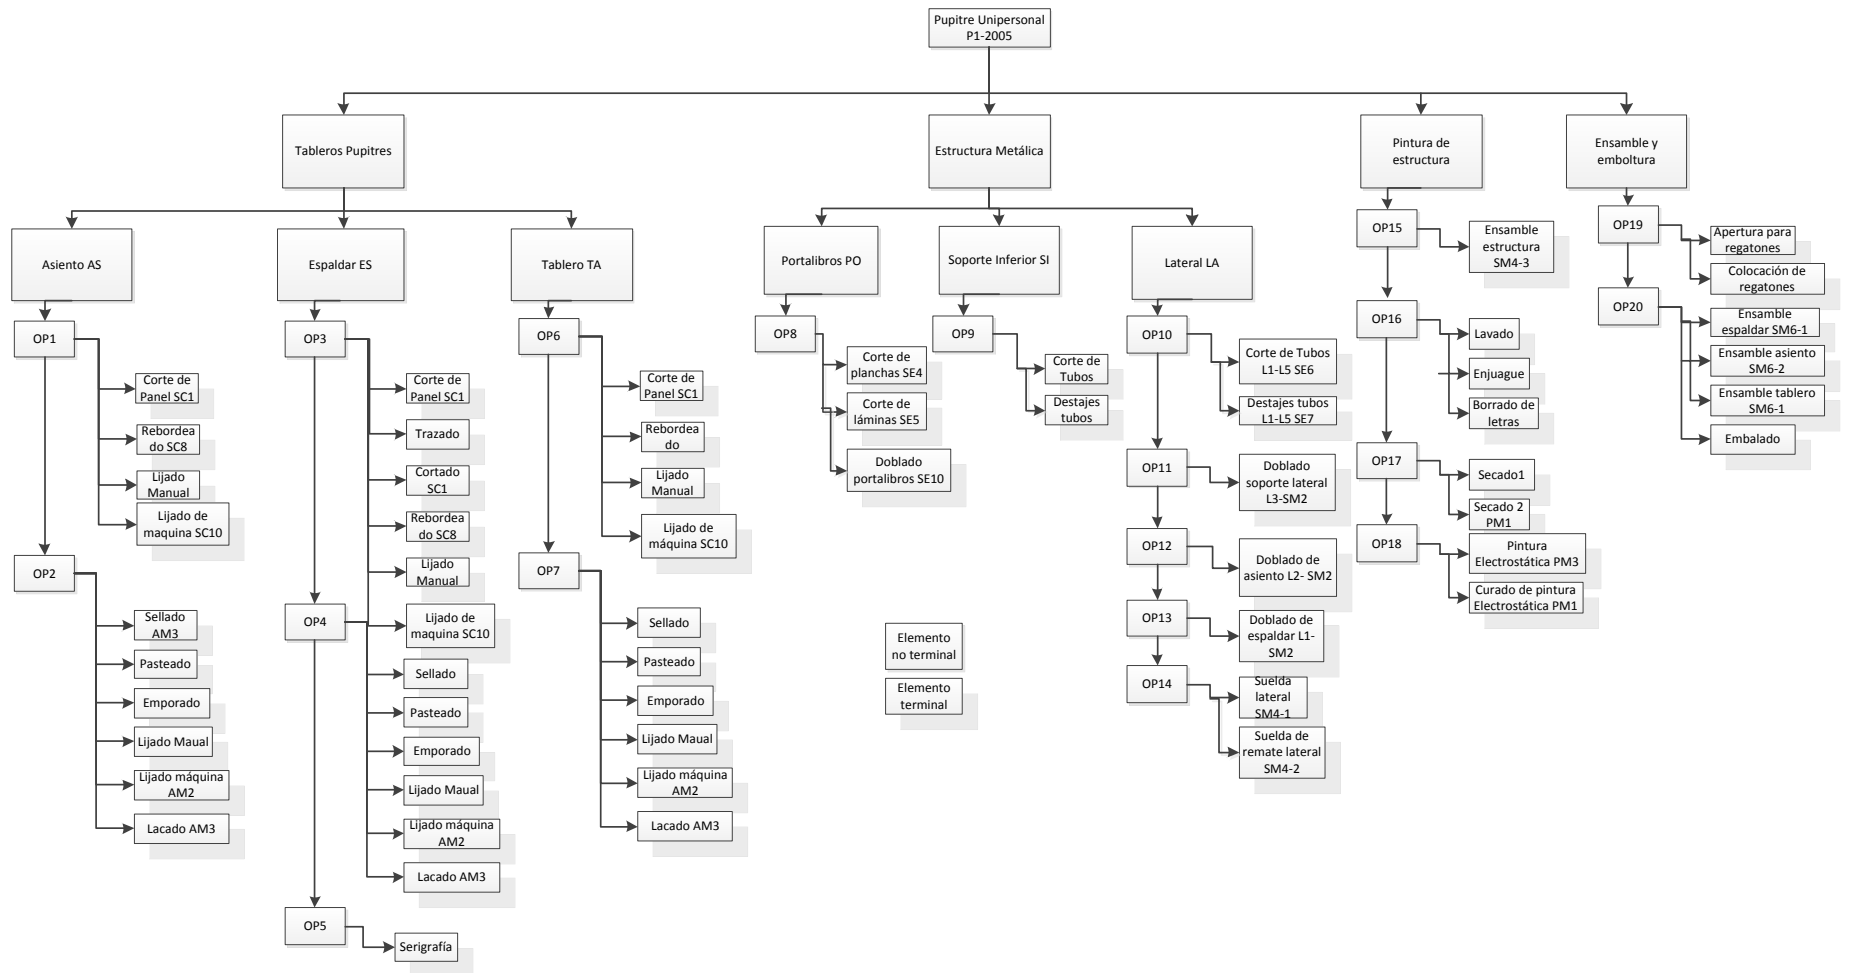 Pupitre Unipersonal
P1-2005
Tableros Pupitres
Estructura Metálica
Pintura de
estructura
Ensamble y
emboltura
Asiento AS
Espaldar ES
Tablero TA
Portalibros PO
Soporte Inferior SI
Lateral LA
OP1
Corte de
Panel SC1
Rebordea
do SC8
Lijado
Manual
Lijado de
maquina SC10
OP2
Sellado
AM3
Pasteado
Emporado
Lijado Maual
Lijado máquina
AM2
Lacado AM3
OP3
Corte de
Panel SC1
Trazado
Cortado
SC1
Rebordea
do SC8
Lijado
Manual
Lijado de
maquina SC10
OP4
Sellado
Pasteado
Emporado
Lijado Maual
Lijado máquina
AM2
Lacado AM3
OP5
Serigrafía
OP6
Corte de
Panel SC1
Rebordea
do
Lijado
Manual
Lijado de
máquina SC10
OP7
Sellado
Pasteado
Emporado
Lijado Maual
Lijado máquina
AM2
Lacado AM3
OP8
Corte de
planchas SE4
Corte de
láminas SE5
Doblado
portalibros SE10
OP9
Corte de
Tubos
Destajes
tubos
OP10
Corte de Tubos
L1-L5 SE6
Destajes tubos
L1-L5 SE7
OP11
Doblado
soporte lateral
L3-SM2
OP12
Doblado de
asiento L2- SM2
OP13
Doblado de
espaldar L1-
SM2
OP14
Suelda
lateral
SM4-1
Suelda de
remate lateral
SM4-2
OP15
Ensamble
estructura
SM4-3
OP16
Lavado
Enjuague
Borrado de
letras
OP17
Secado1
Secado 2
PM1
OP18
Pintura
Electrostática PM3
Curado de pintura
Electrostática PM1
OP19
Apertura para
regatones
Colocación de
regatones
OP20
Ensamble
espaldar SM6-1
Ensamble asiento
SM6-2
Ensamble tablero
SM6-1
Embalado
Elemento
no terminal
Elemento
terminal